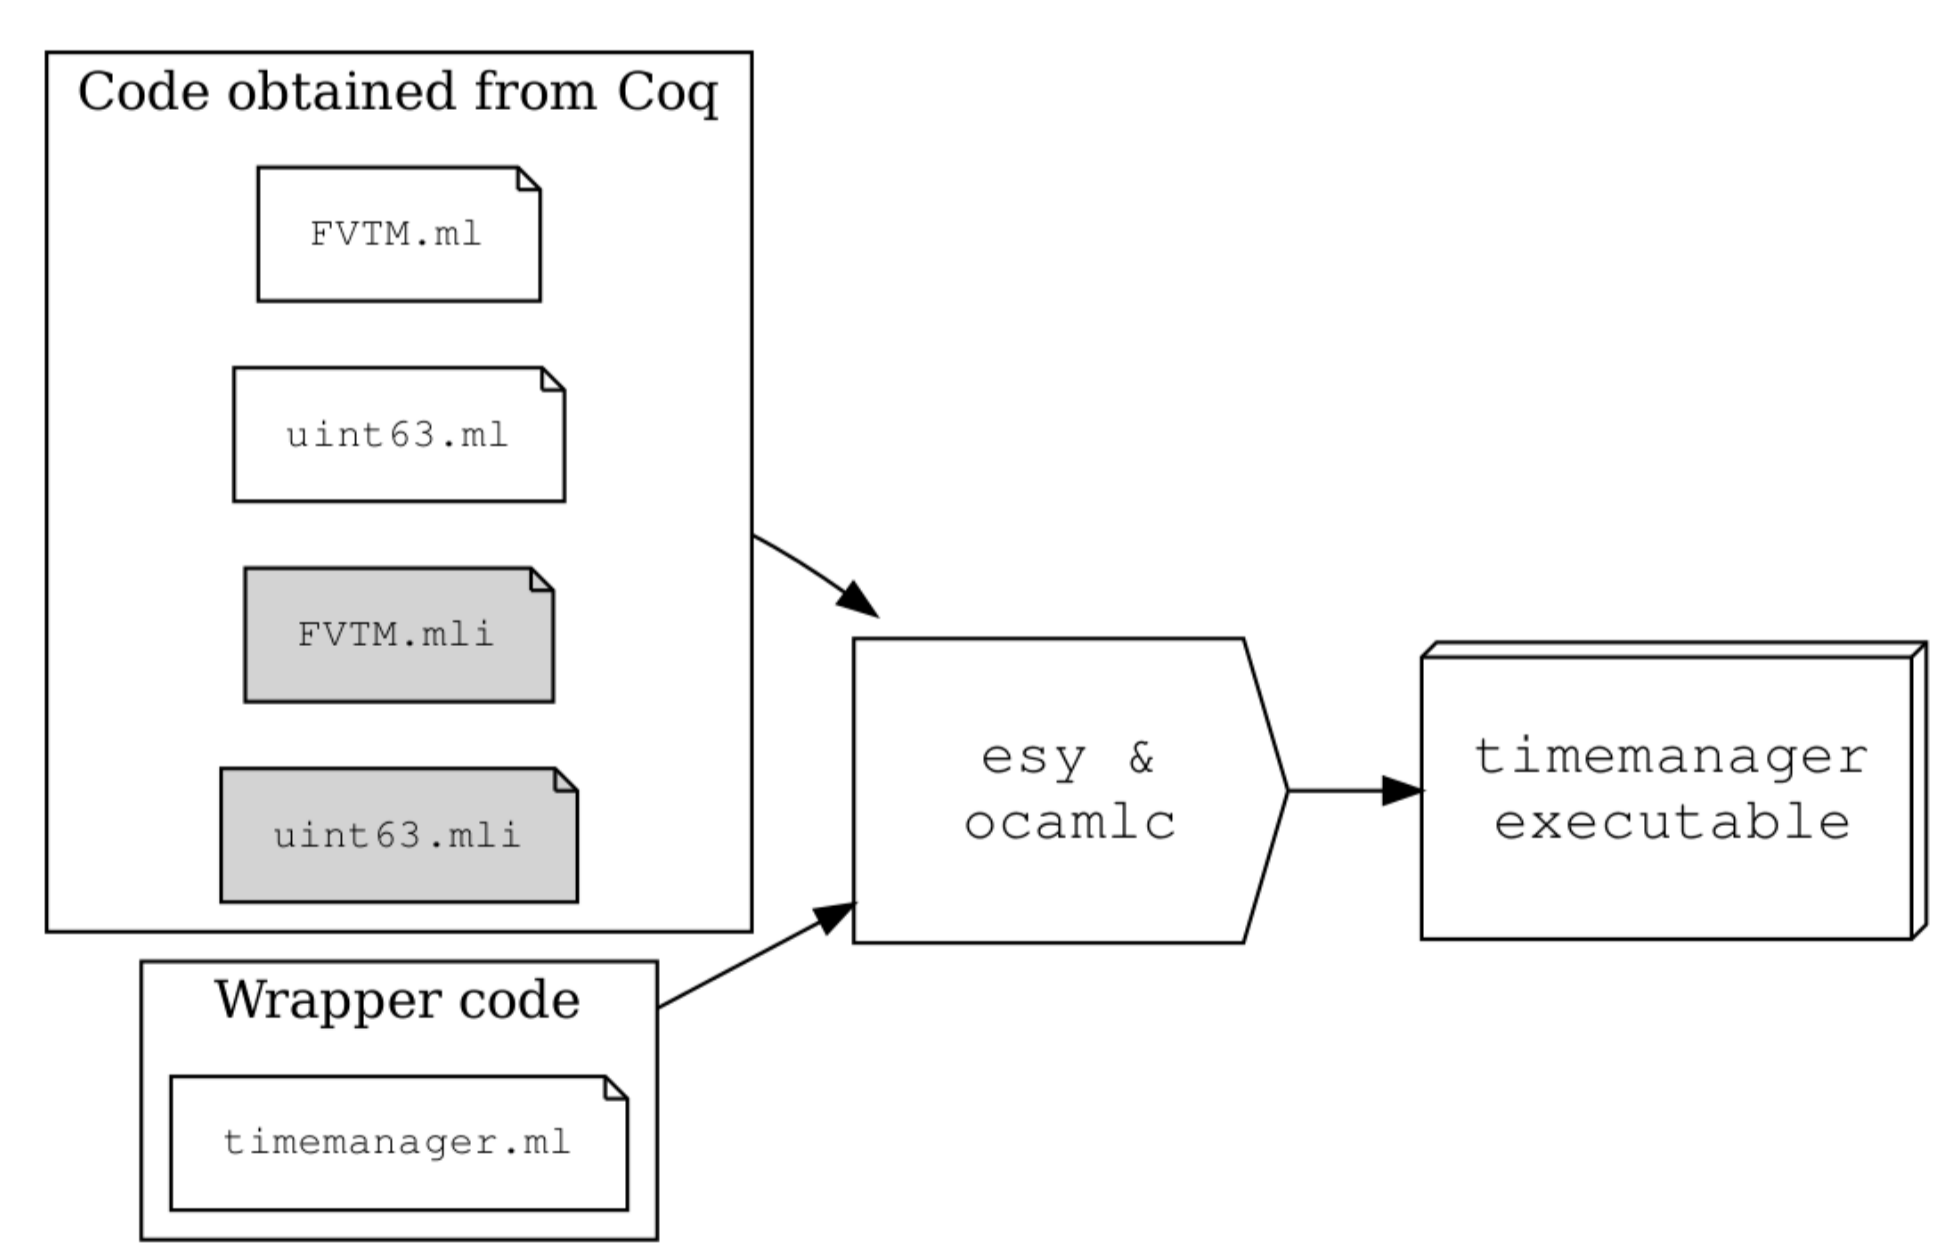 Code obtained from Coq
FVTM.ml
uint63.ml
FVTM.mli
uint63.mli
Wrapper code
timemanager.ml
esy &
ocamlc
timemanager
executable